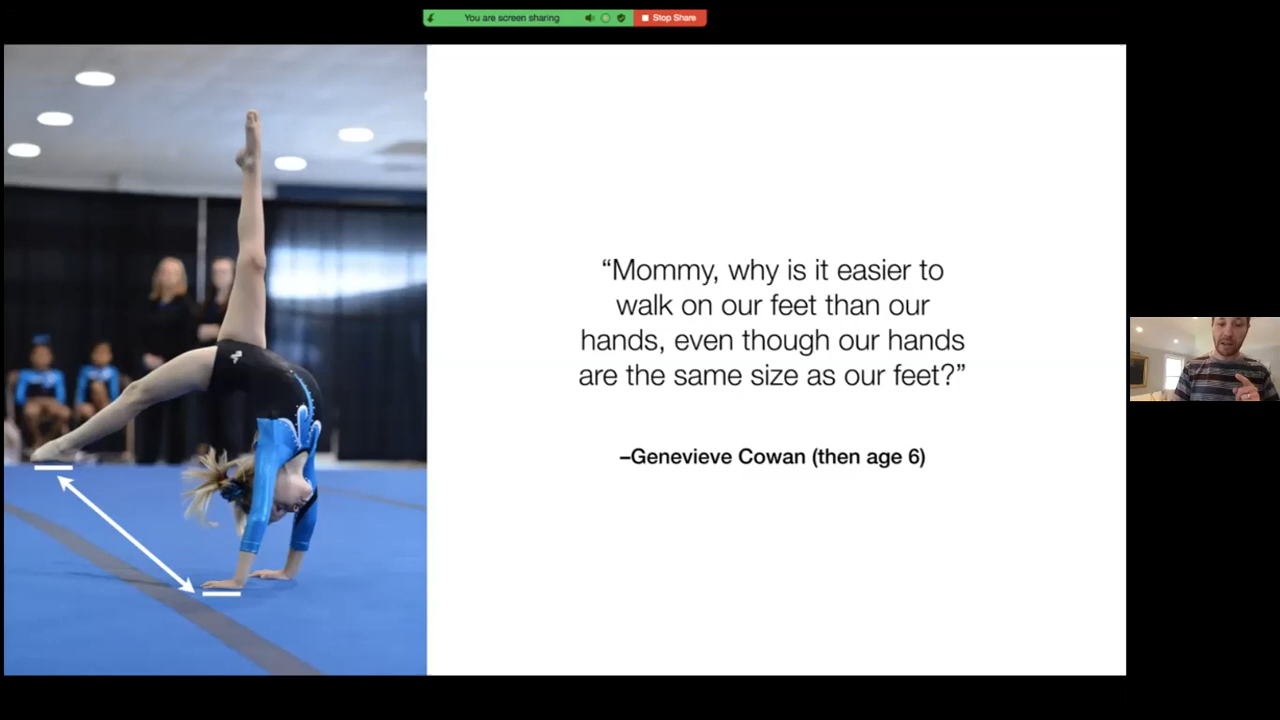 You are screen sharing
Stop Share
“Mommy, why is it easier to
walk on our feet than our
hands, even though our hands
are the same size as our feet?”
–Genevieve Cowan (then age 6)